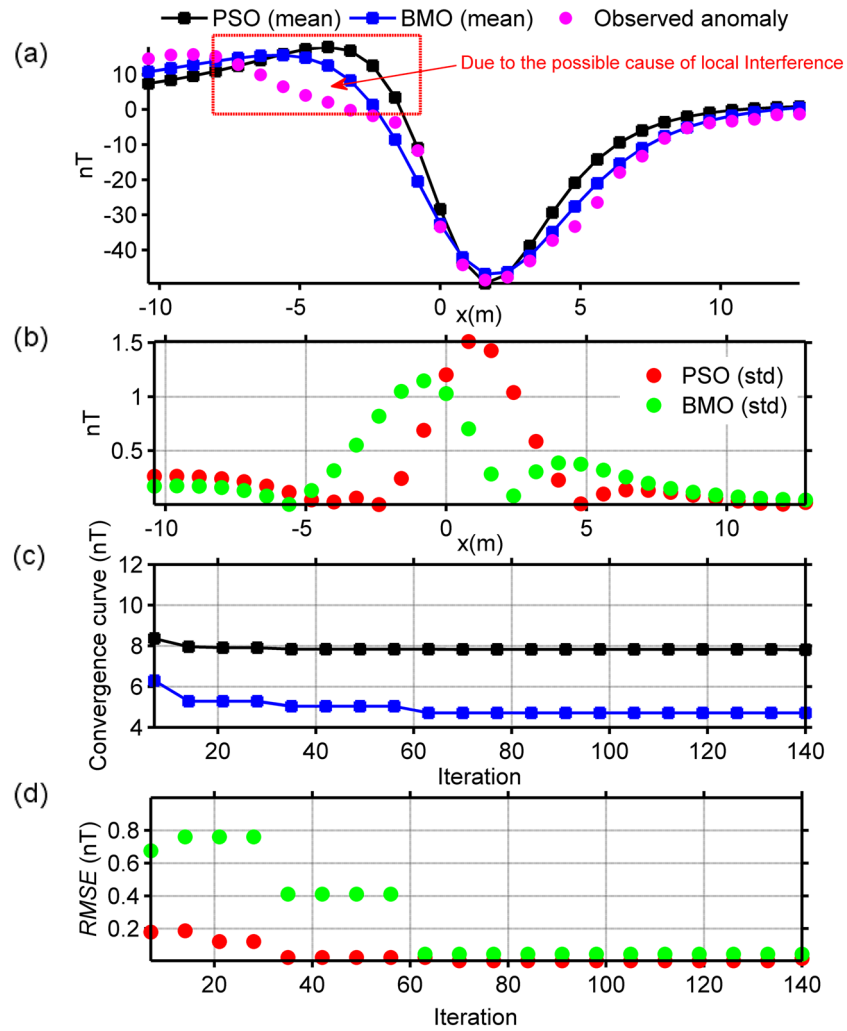 PSO (mean) BMO (mean) Observed anomaly
(a)
10
0
-10
-20
-30
-40
nT
Due to the possible cause of local Interference
-10 -5 0 5 10
x(m)
(b)
1.5
1
0.5
nT
PSO (std)
BMO (std)
-10 -5 0 5 10
x(m)
(c)
12
10
8
6
4
Convergence curve (nT)
20 40 60 80 100 120 140
Iteration
(d)
0.8
0.6
0.4
0.2
RMSE (nT)
20 40 60 80 100 120 140
Iteration